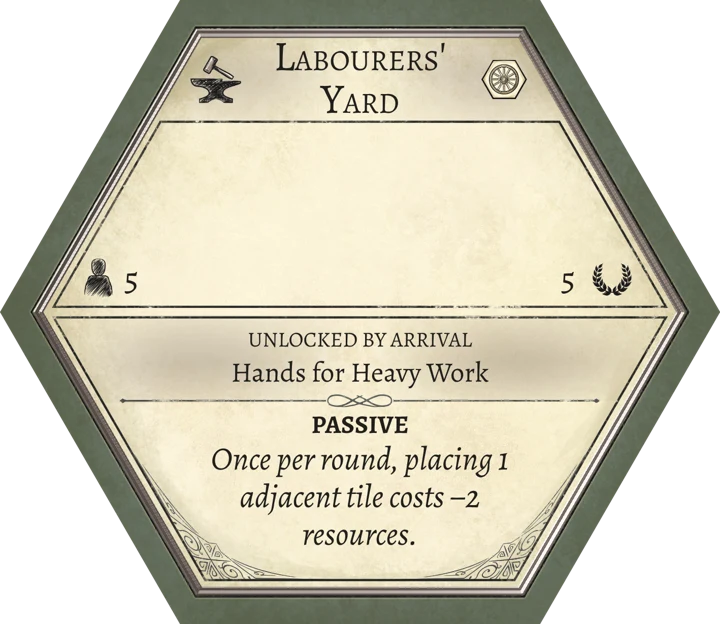 Labourers'
Yard
5
5
UNLOCKED BY ARRIVAL
Hands for Heavy Work
PASSIVE
Once per round, placing 1
adjacent tile costs –2
resources.